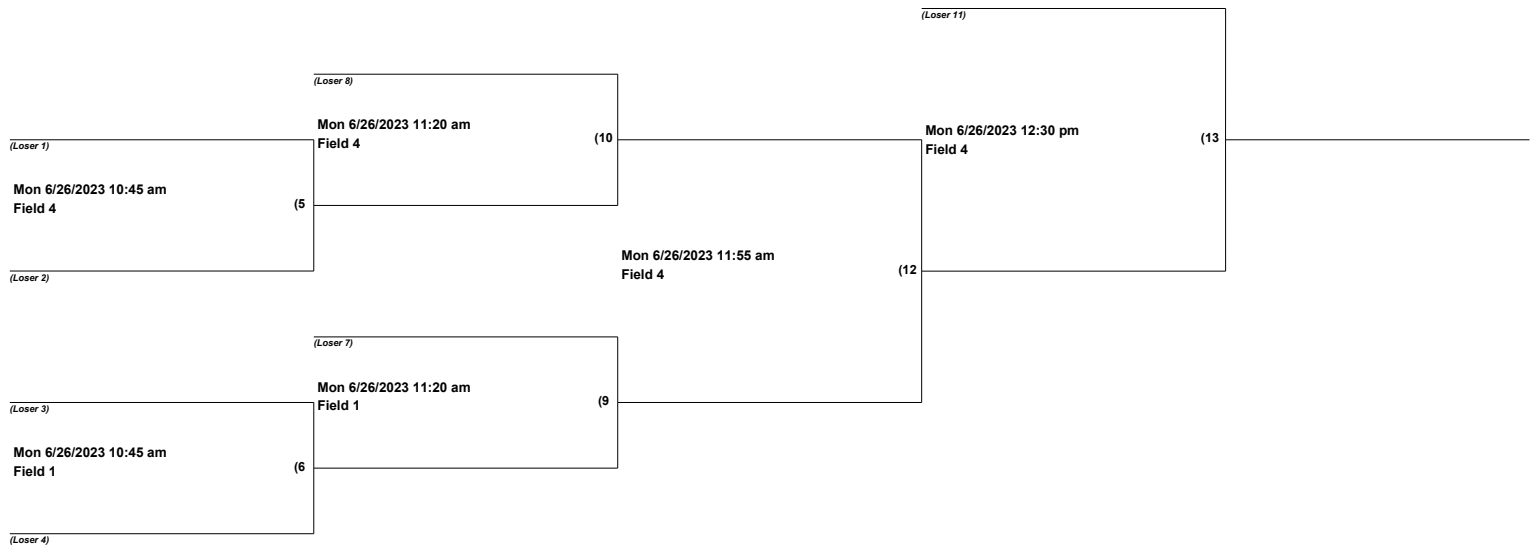 (Loser 11)
(Loser 8)
Mon 6/26/2023 11:20 am
Field 4
(10
Mon 6/26/2023 12:30 pm
Field 4
(13
(Loser 1)
Mon 6/26/2023 10:45 am
Field 4
(5
(Loser 2)
Mon 6/26/2023 11:55 am
Field 4
(12
(Loser 7)
Mon 6/26/2023 11:20 am
Field 1
(9
(Loser 3)
Mon 6/26/2023 10:45 am
Field 1
(6
(Loser 4)